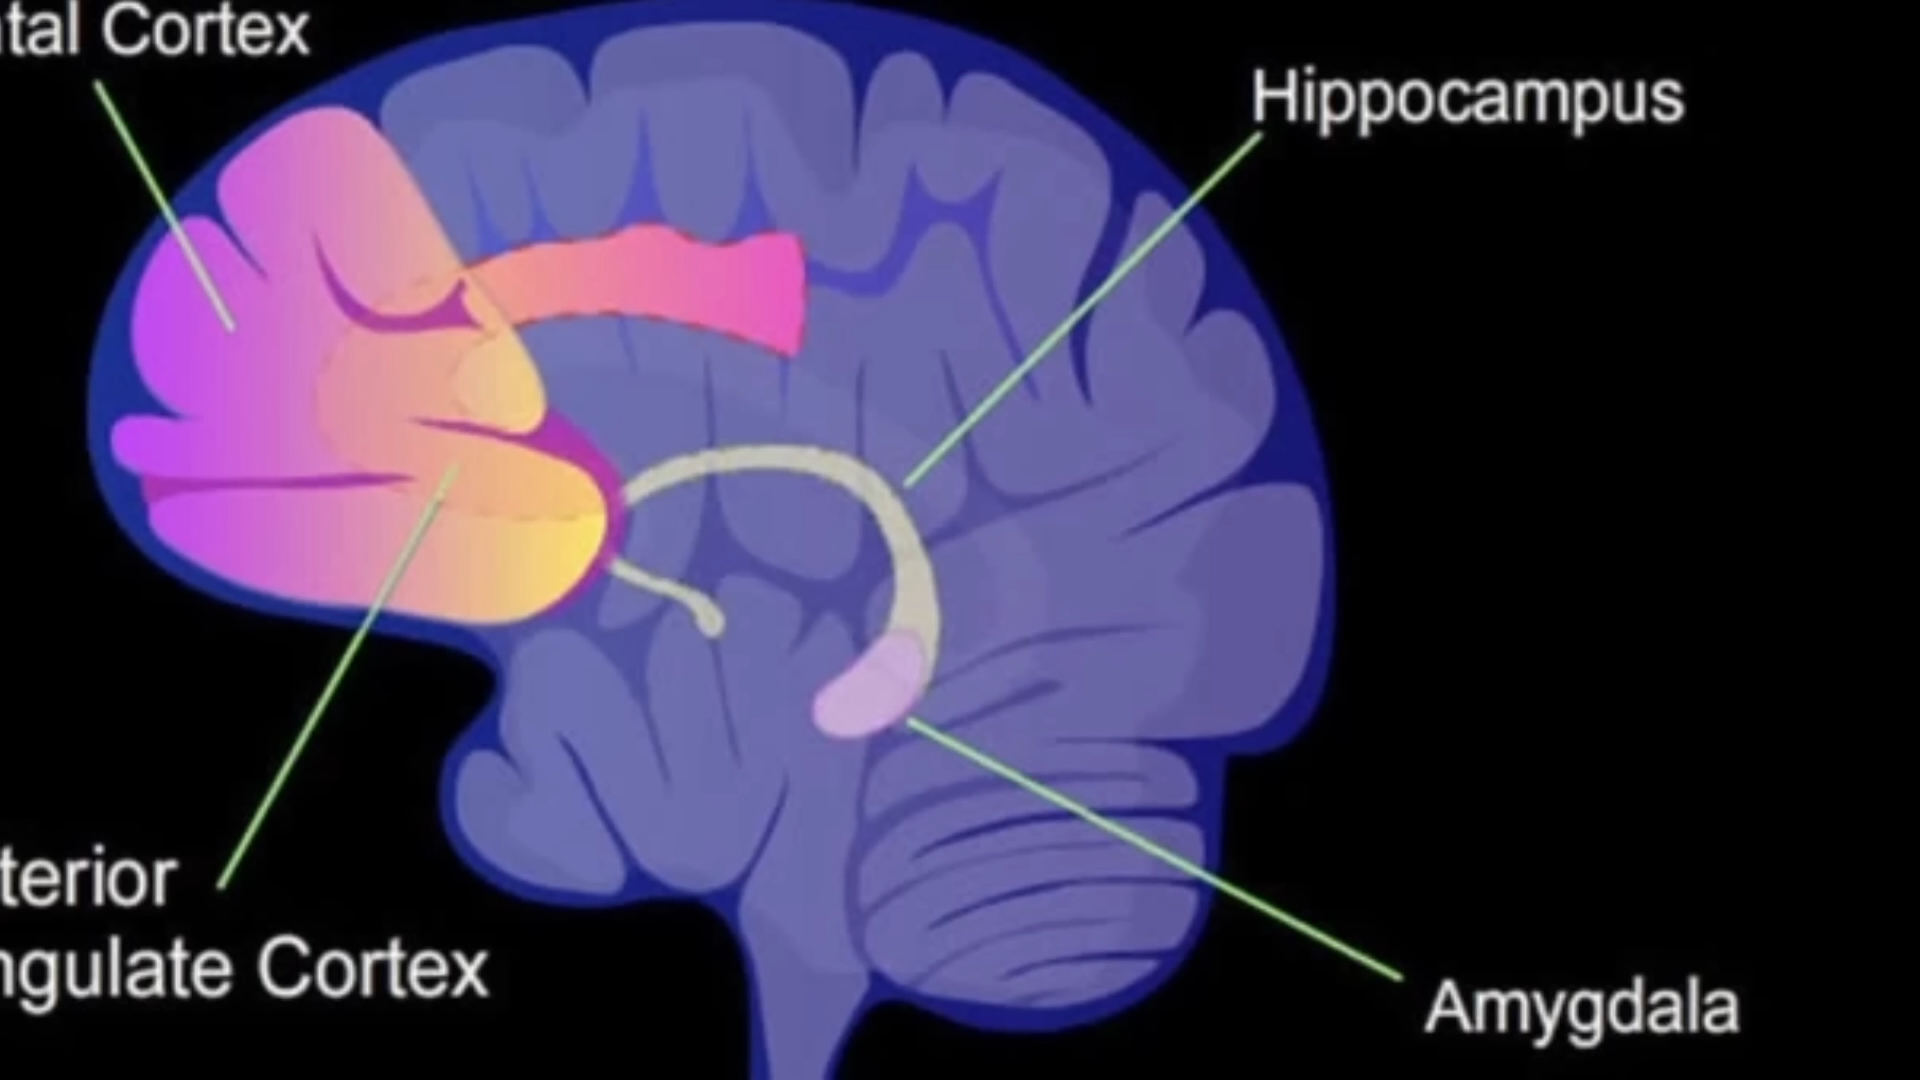 ntal Cortex
Hippocampus
terior
ngulate Cortex
Amygdala